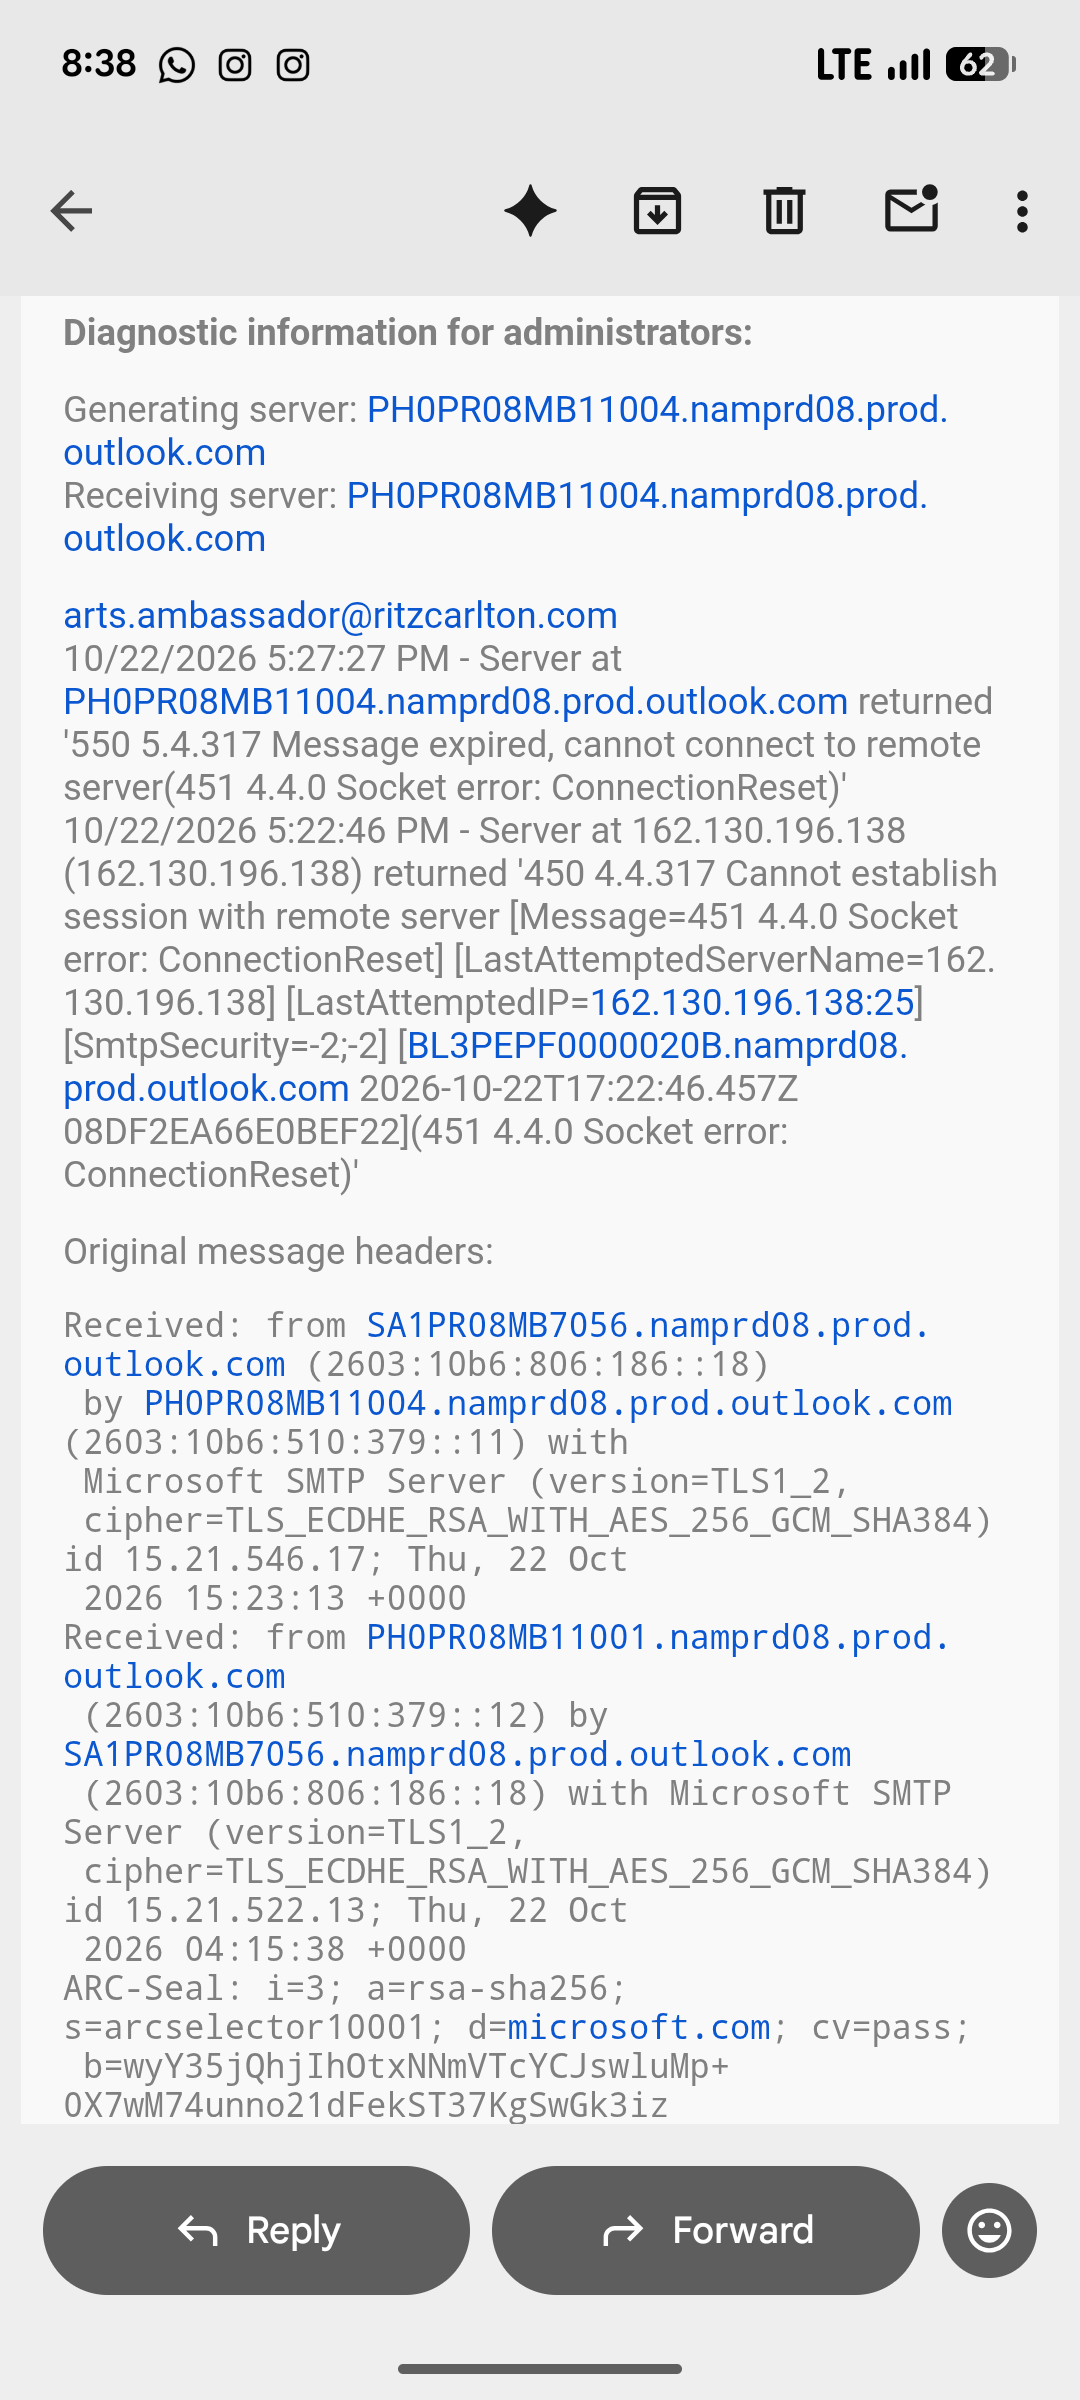 8:38
LTE
62
Diagnostic information for administrators:
Generating server: PH0PR08MB11004.namprd08.prod.
outlook.com
Receiving server: PH0PR08MB11004.namprd08.prod.
outlook.com
arts.ambassador@ritzcarlton.com
10/22/2026 5:27:27 PM - Server at
PH0PR08MB11004.namprd08.prod.outlook.com returned
'550 5.4.317 Message expired, cannot connect to remote
server(451 4.4.0 Socket error: ConnectionReset)'
10/22/2026 5:22:46 PM - Server at 162.130.196.138
(162.130.196.138) returned '450 4.4.317 Cannot establish
session with remote server [Message=451 4.4.0 Socket
error: ConnectionReset] [LastAttemptedServerName=162.
130.196.138] [LastAttemptedIP=162.130.196.138:25]
[SmtpSecurity=-2;-2] [BL3PEPF0000020B.namprd08.
prod.outlook.com 2026-10-22T17:22:46.457Z
08DF2EA66E0BEF22](451 4.4.0 Socket error:
ConnectionReset)'
Original message headers:
Received: from SA1PR08MB7056.namprd08.prod.
outlook.com (2603:10b6:806:186::18)
by PH0PR08MB11004.namprd08.prod.outlook.com
(2603:10b6:510:379::11) with
Microsoft SMTP Server (version=TLS1_2,
cipher=TLS_ECDHE_RSA_WITH_AES_256_GCM_SHA384)
id 15.21.546.17; Thu, 22 Oct
2026 15:23:13 +0000
Received: from PH0PR08MB11001.namprd08.prod.
outlook.com
(2603:10b6:510:379::12) by
SA1PR08MB7056.namprd08.prod.outlook.com
(2603:10b6:806:186::18) with Microsoft SMTP
Server (version=TLS1_2,
cipher=TLS_ECDHE_RSA_WITH_AES_256_GCM_SHA384)
id 15.21.522.13; Thu, 22 Oct
2026 04:15:38 +0000
ARC-Seal: i=3; a=rsa-sha256;
s=arcselector10001; d=microsoft.com; cv=pass;
b=wyY35jQhjIhOtxNNmVTcYCJswluMp+
0X7wM74unno21dFekST37KgSwGk3iz
Reply
Forward